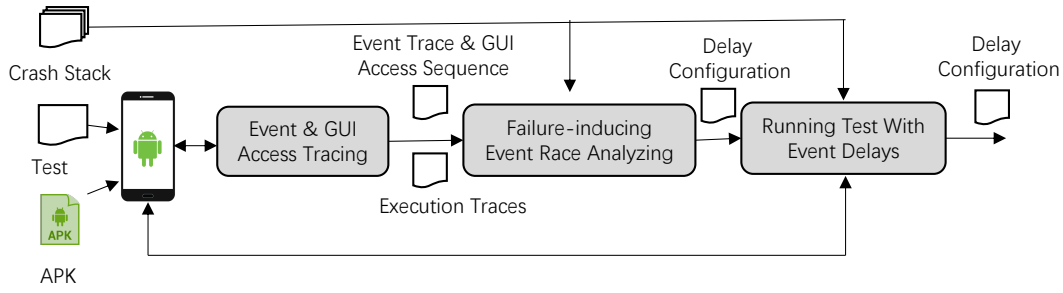 Crash Stack
Test
APK
APK
Event & GUI
Access Tracing
Event Trace & GUI
Access Sequence
Execution Traces
Failure-inducing
Event Race Analyzing
Delay
Configuration
Running Test With
Event Delays
Delay
Configuration